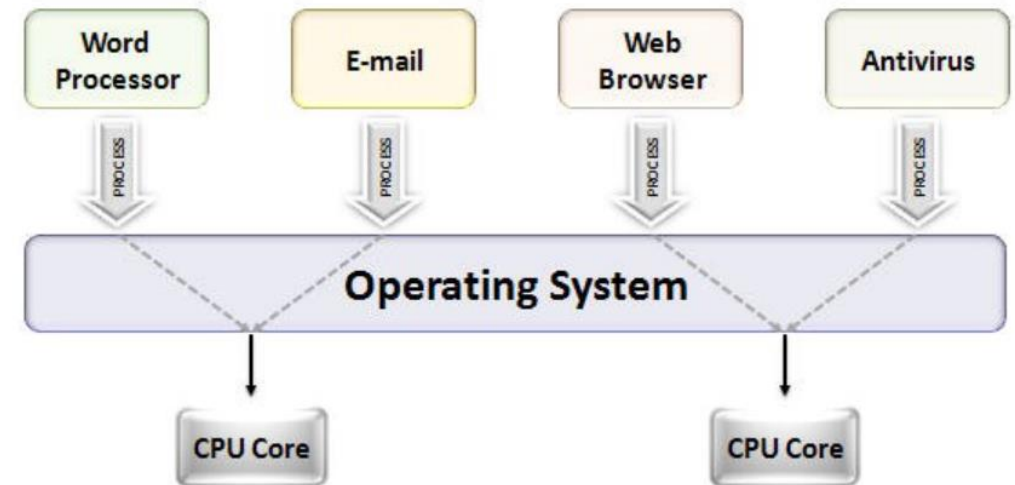 Word
Processor
E-mail
Web
Browser
Antivirus
PROCESS
PROCESS
PROCESS
PROCESS
Operating System
CPU Core
CPU Core